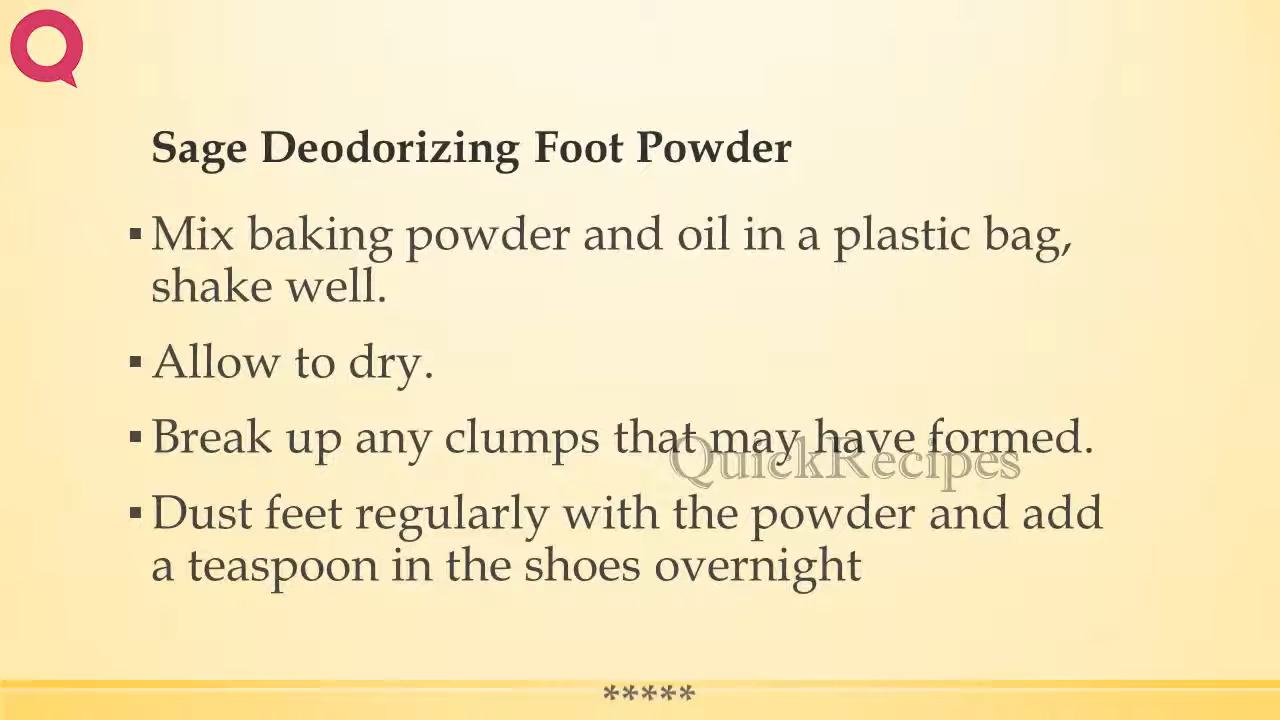 Sage Deodorizing Foot Powder
▪ Mix baking powder and oil in a plastic bag,
shake well.
▪ Allow to dry.
▪ Break up any clumps that may have formed.
QuickRecipes
▪ Dust feet regularly with the powder and add
a teaspoon in the shoes overnight
*****